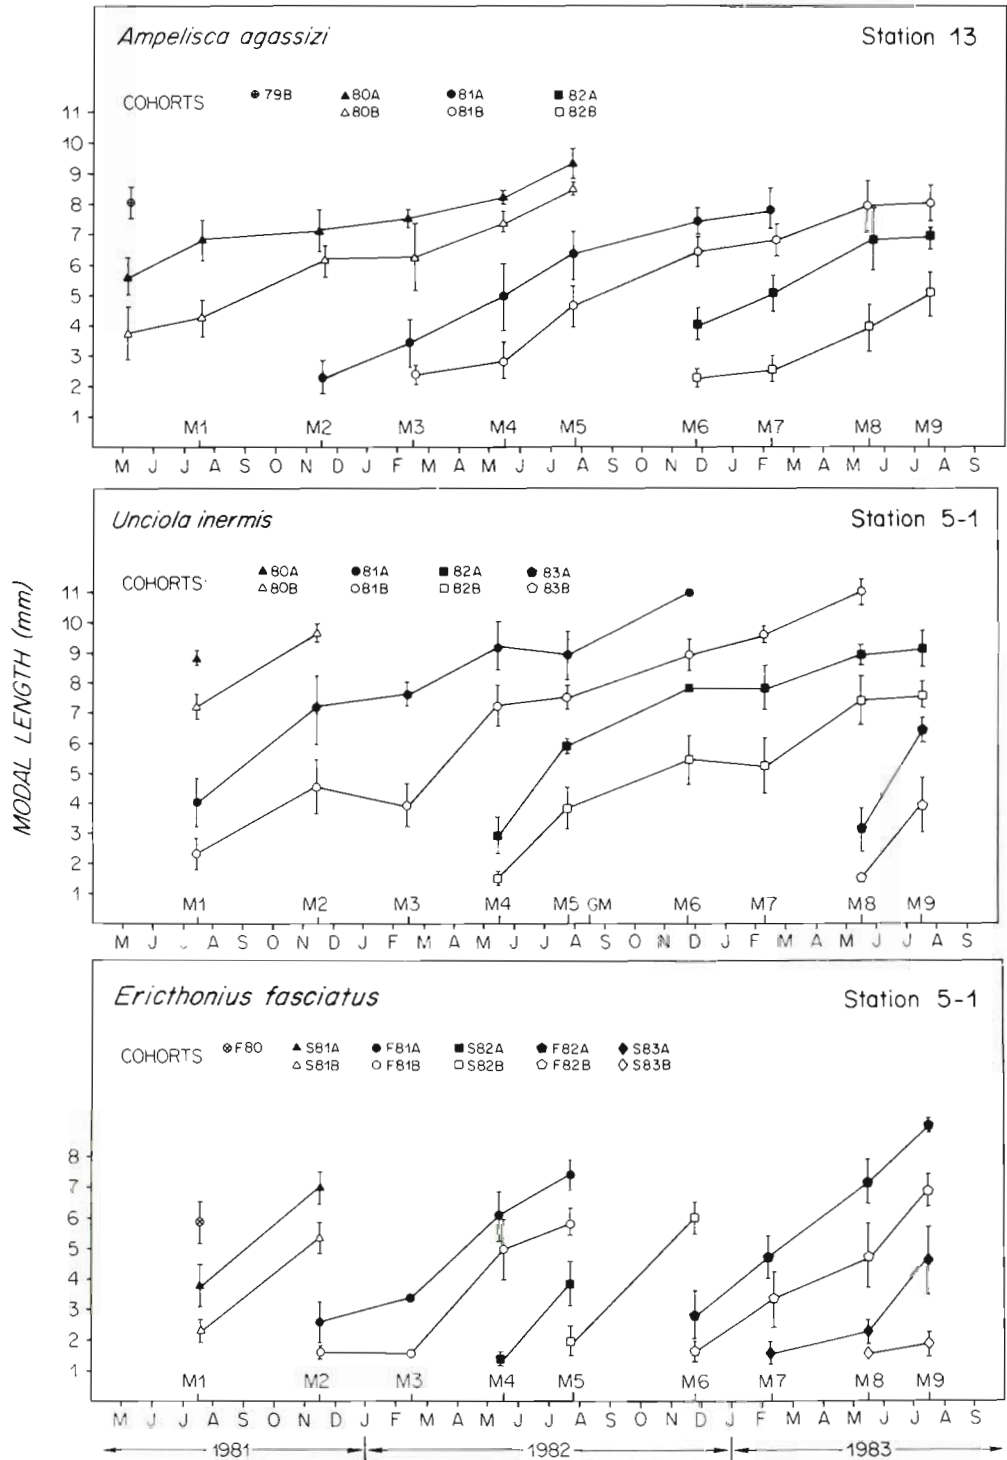 Ampelisca agassizi Station 13
COHORTS 79B 80A 81A 82A
80B 81B 82B
11
10
9
8
7
6
5
4
3
2
1
M1 M2 M3 M4 M5 M6 M7 M8 M9
M J J A S O N D J F M A M J J A S O N D J F M A M J J A S
Unciola inermis Station 5-1
COHORTS 80A 81A 82A 83A
80B 81B 82B 83B
MODAL LENGTH (mm)
11
10
9
8
7
6
5
4
3
2
1
M1 M2 M3 M4 M5 GM M6 M7 M8 M9
M J J A S O N D J F M A M J J A S O N D J F M A M J J A S
Ericthonius fasciatus Station 5-1
COHORTS F80 S81A F81A S82A F82A S83A
S81B F81B S82B F82B S83B
8
7
6
5
4
3
2
1
M1 M2 M3 M4 M5 M6 M7 M8 M9
M J J A S O N D J F M A M J J A S O N D J F M A M J J A S
1981 1982 1983